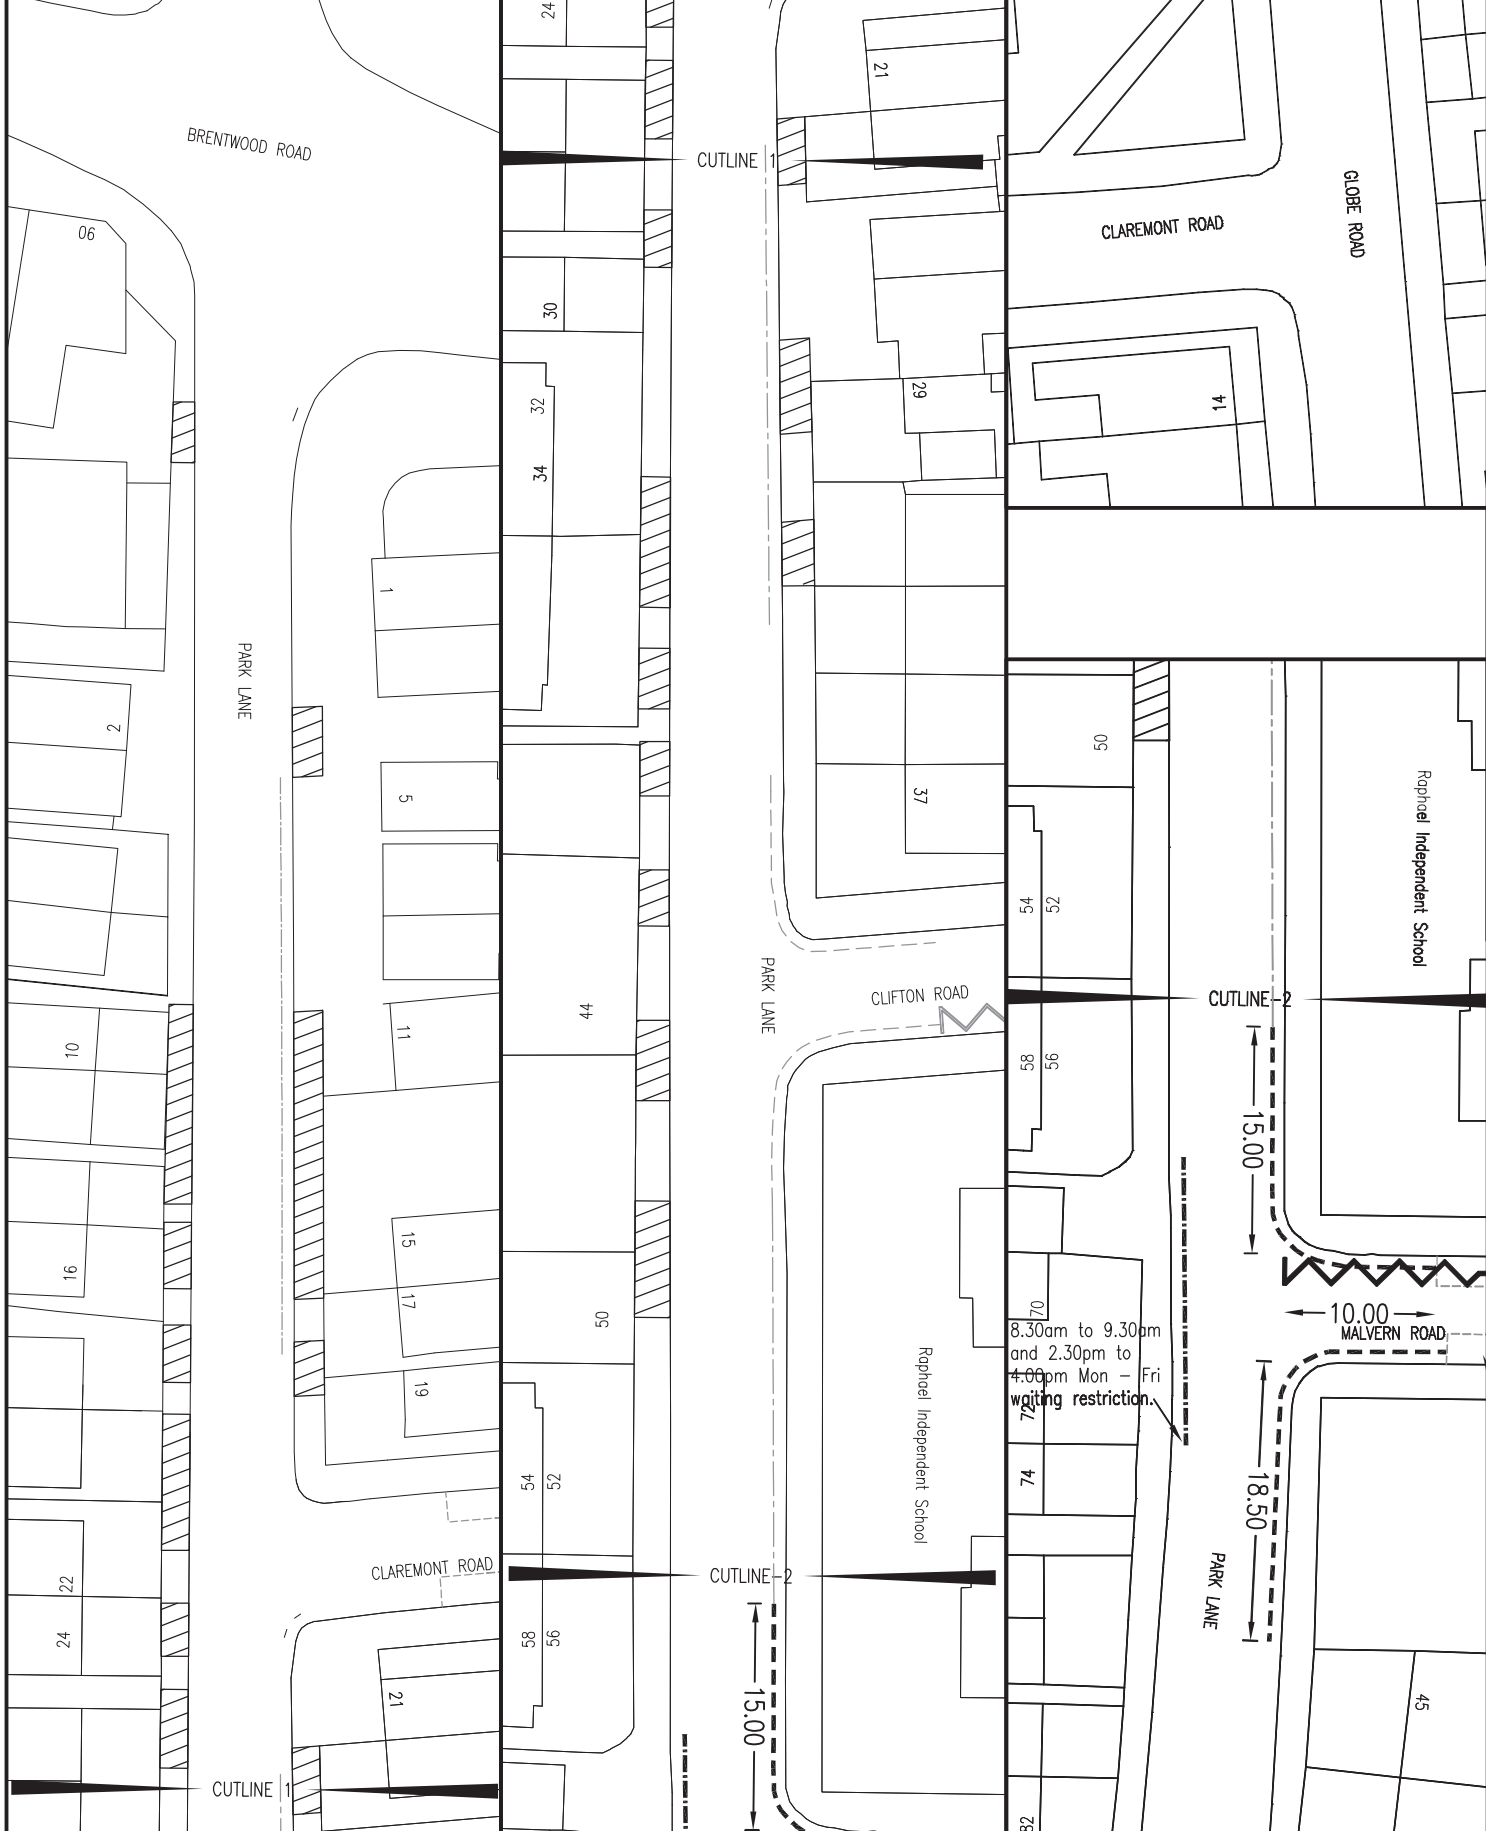 BRENTWOOD ROAD
90
PARK LANE
1
2
5
10
11
15
16
17
19
CLAREMONT ROAD
22
24
21
CUTLINE 1
24
21
CUTLINE 1
30
29
32
34
37
PARK LANE
CLIFTON ROAD
44
50
Raphael Independent School
54
52
CUTLINE-2
58
56
15.00
GLOBE ROAD
CLAREMONT ROAD
14
50
Raphael Independent School
54
52
CUTLINE-2
58
56
15.00
70
10.00
MALVERN ROAD
8.30am to 9.30am
and 2.30pm to
4.00pm Mon - Fri
waiting restriction.
72
74
18.50
PARK LANE
45
82